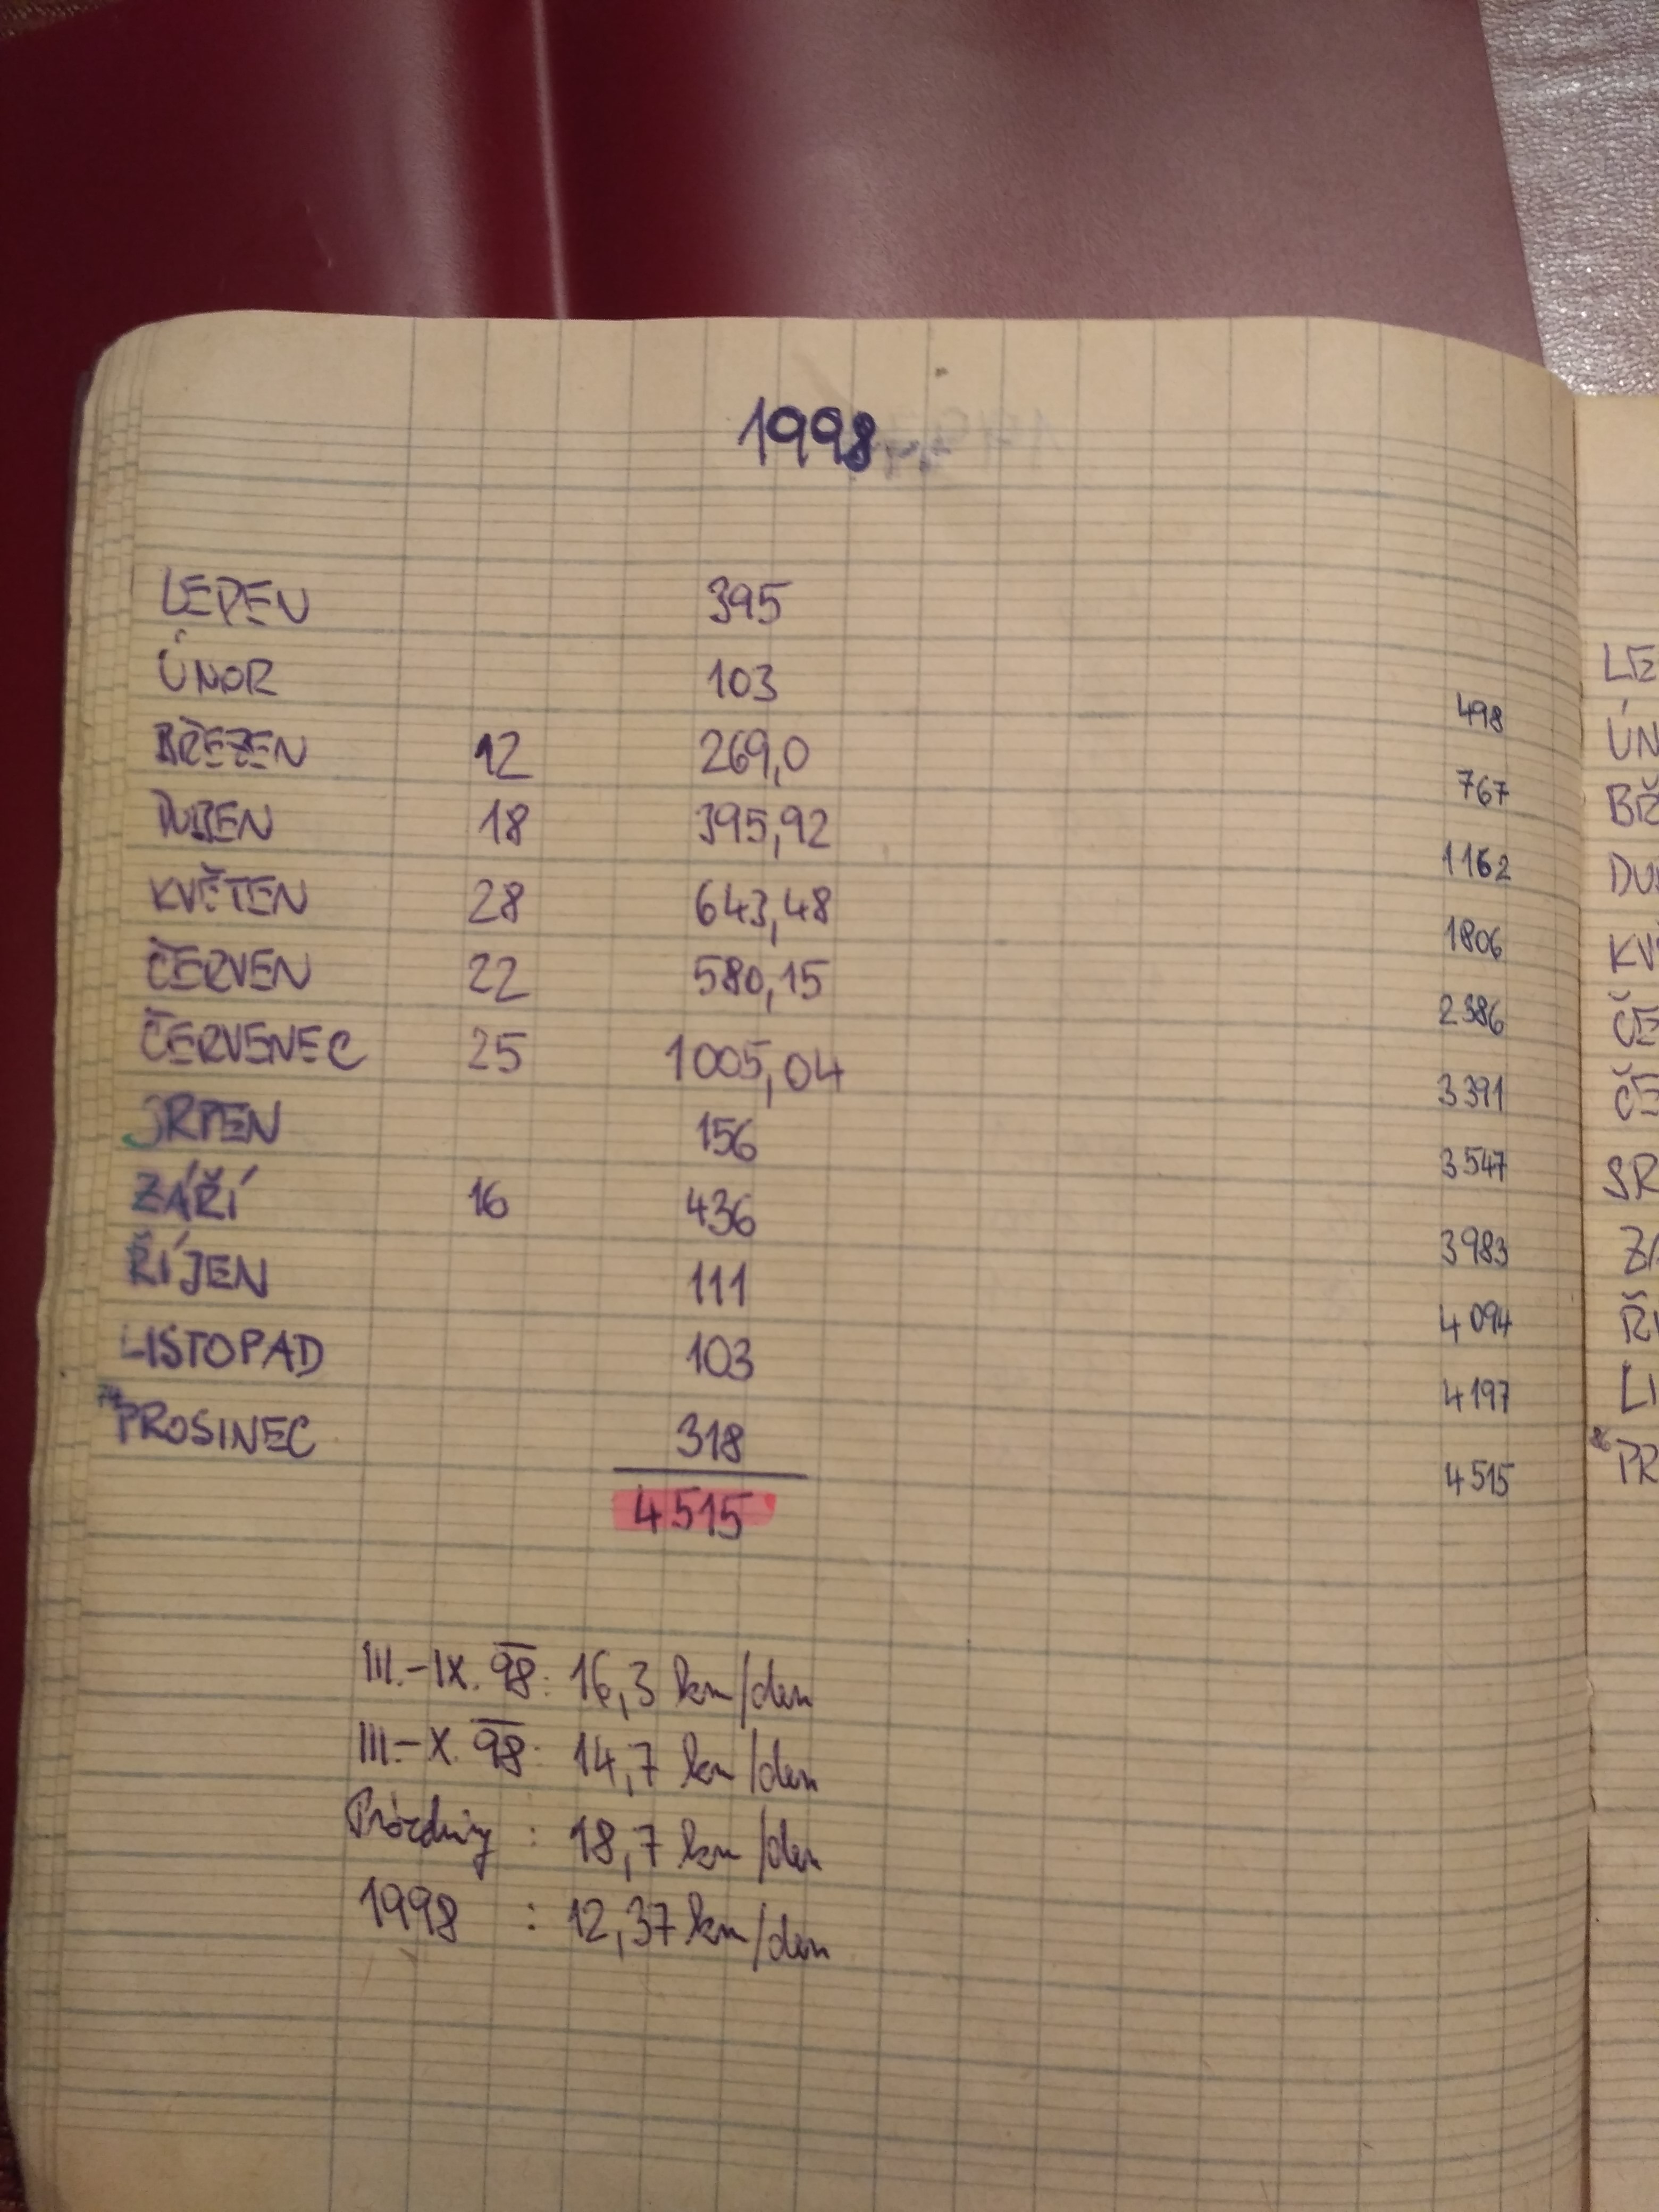 1998
LEDEN 395
ÚNOR 103 498
BŘEZEN 12 269,0 767
DUBEN 18 395,92 1162
KVĚTEN 28 643,48 1806
ČERVEN 22 580,15 2386
ČERVENEC 25 1005,04 3391
SRPEN 156 3547
ZÁŘÍ 16 436 3983
ŘÍJEN 111 4094
LISTOPAD 103 4197
PROSINEC 318 4515
4515
III.-IX. 98: 16,3 km/den
III.-X. 98: 14,7 km/den
Prázdniny : 18,7 km/den
1998 : 12,37 km/den
LE
ÚN
BŘ
DU
KV
ČE
ČE
SR
ZÁ
ŘÍ
LI
PR